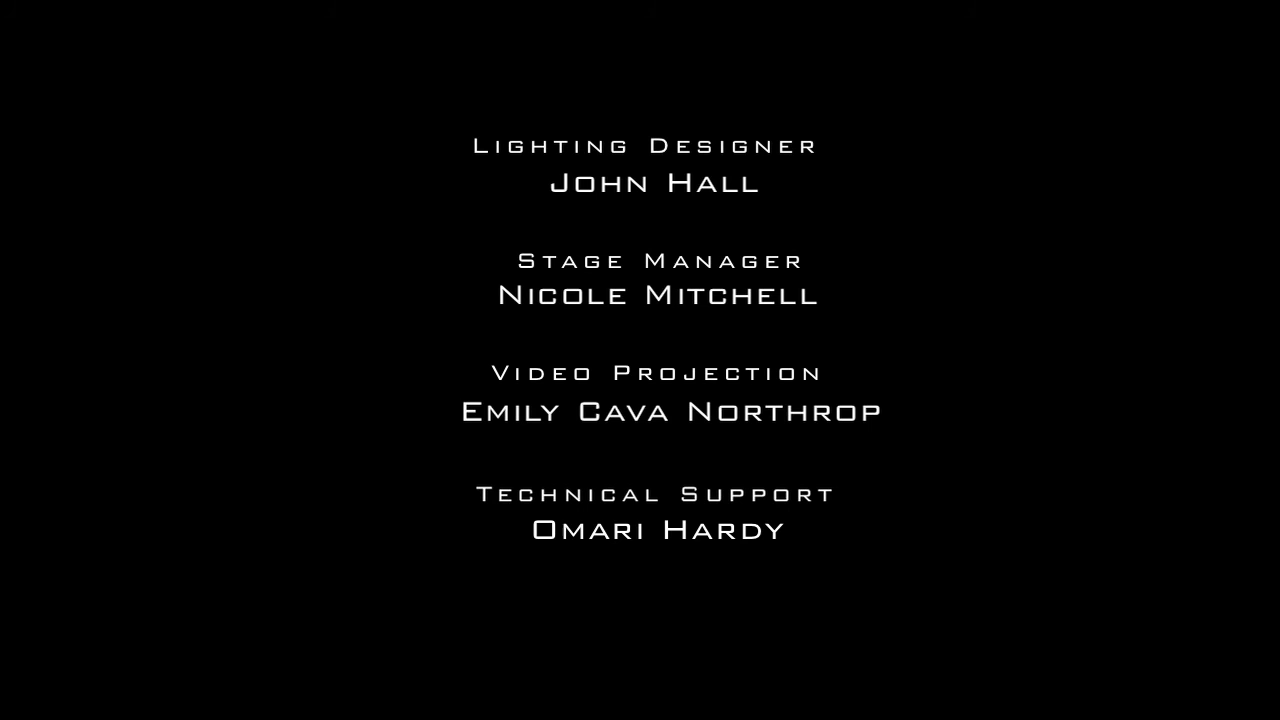 Lighting Designer
John Hall
Stage Manager
Nicole Mitchell
Video Projection
Emily Cava Northrop
Technical Support
Omari Hardy